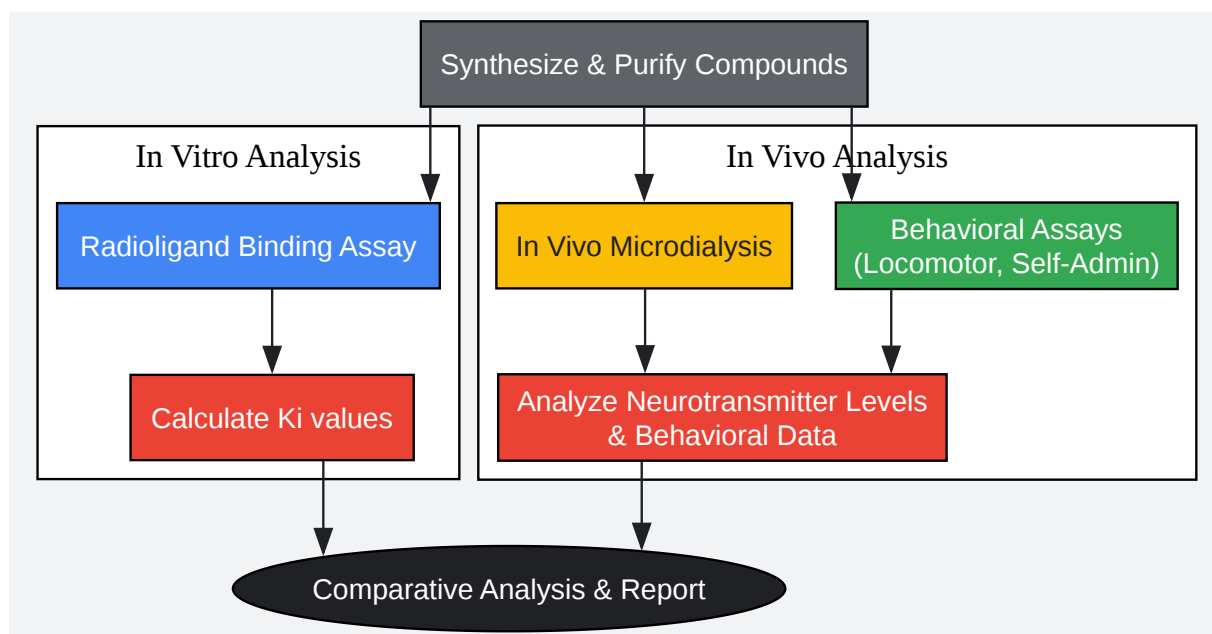 Synthesize & Purify Compounds
In Vitro Analysis
In Vivo Analysis
Radioligand Binding Assay
In Vivo Microdialysis
Behavioral Assays
(Locomotor, Self-Admin)
Calculate Ki values
Analyze Neurotransmitter Levels
& Behavioral Data
Comparative Analysis & Report